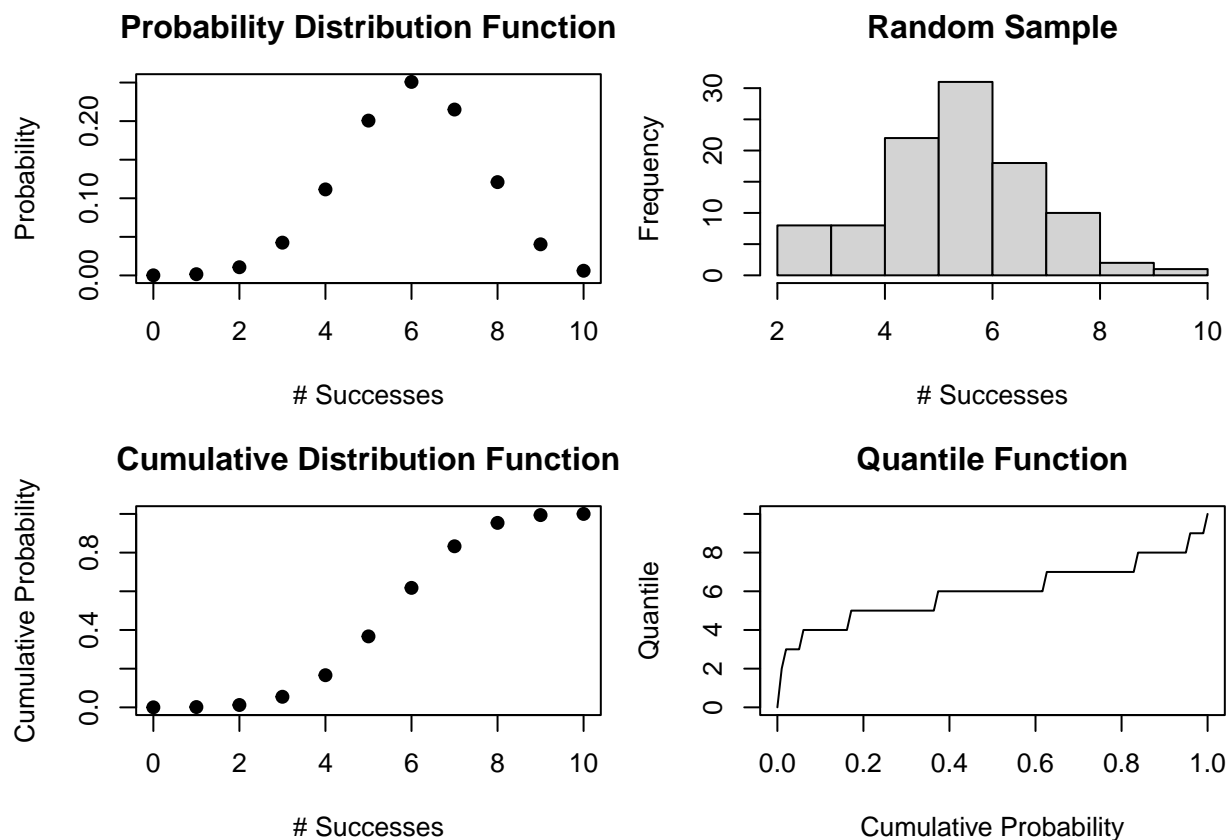 Probability Distribution Function
Probability
0.00 0.10 0.20
0 2 4 6 8 10
# Successes
Random Sample
Frequency
0 10 20 30
2 4 6 8 10
# Successes
Cumulative Distribution Function
Cumulative Probability
0.0 0.4 0.8
0 2 4 6 8 10
# Successes
Quantile Function
Quantile
0 2 4 6 8
0.0 0.2 0.4 0.6 0.8 1.0
Cumulative Probability